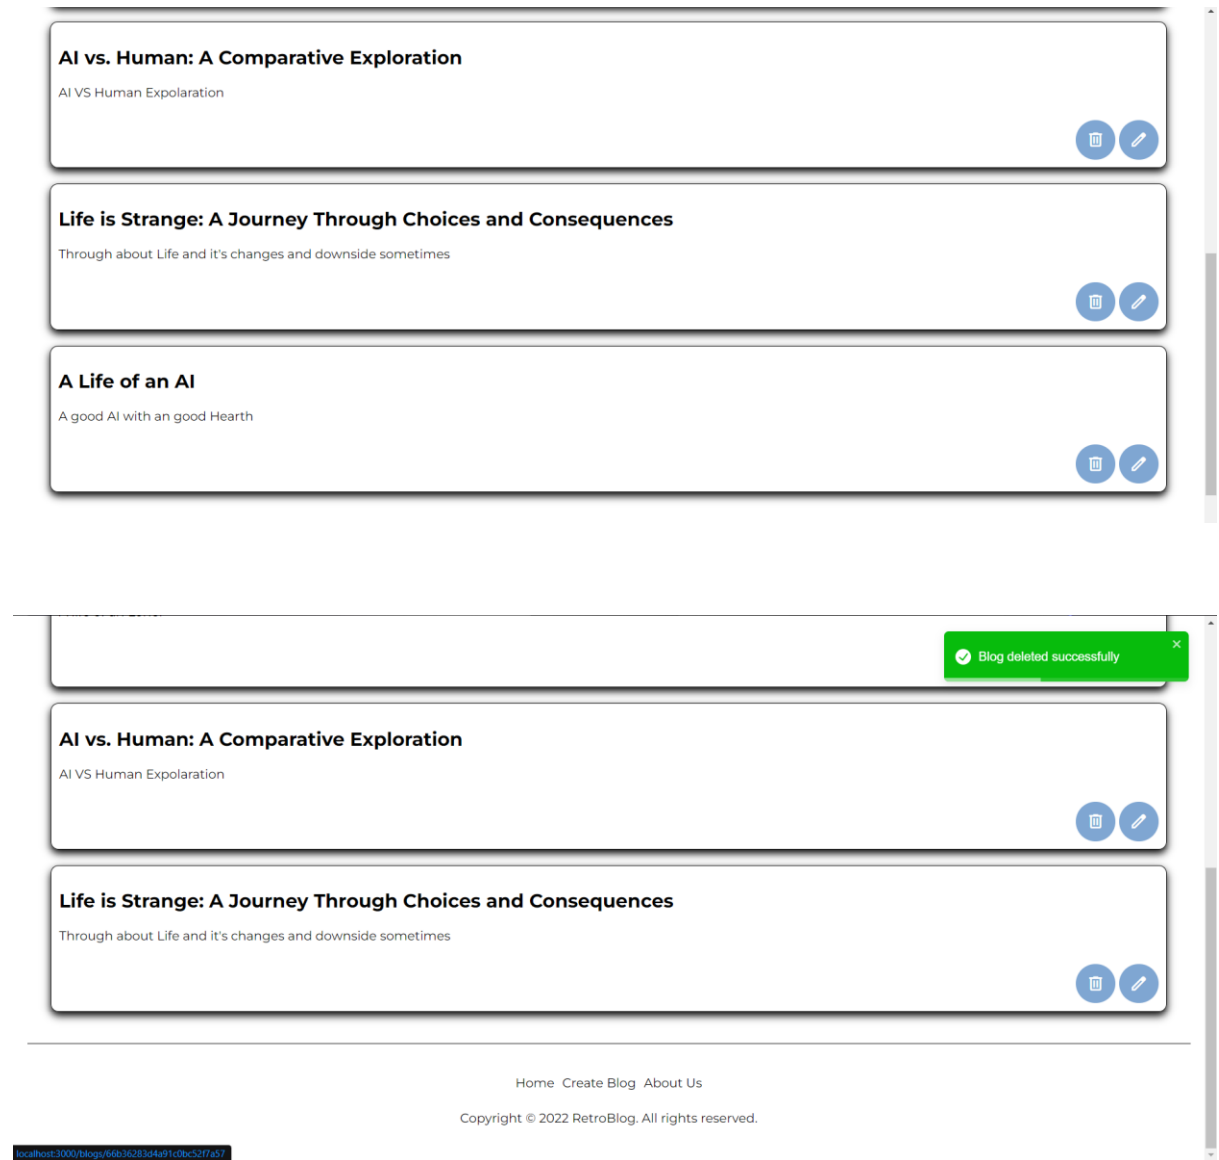 AI vs. Human: A Comparative Exploration
AI VS Human Expolaration
Life is Strange: A Journey Through Choices and Consequences
Through about Life and it's changes and downside sometimes
A Life of an AI
A good AI with an good Hearth
Blog deleted successfully
AI vs. Human: A Comparative Exploration
AI VS Human Expolaration
Life is Strange: A Journey Through Choices and Consequences
Through about Life and it's changes and downside sometimes
Home Create Blog About Us
Copyright © 2022 RetroBlog. All rights reserved.
localhost:3000/blogs/66b36283d4a91c0bc52f7a57